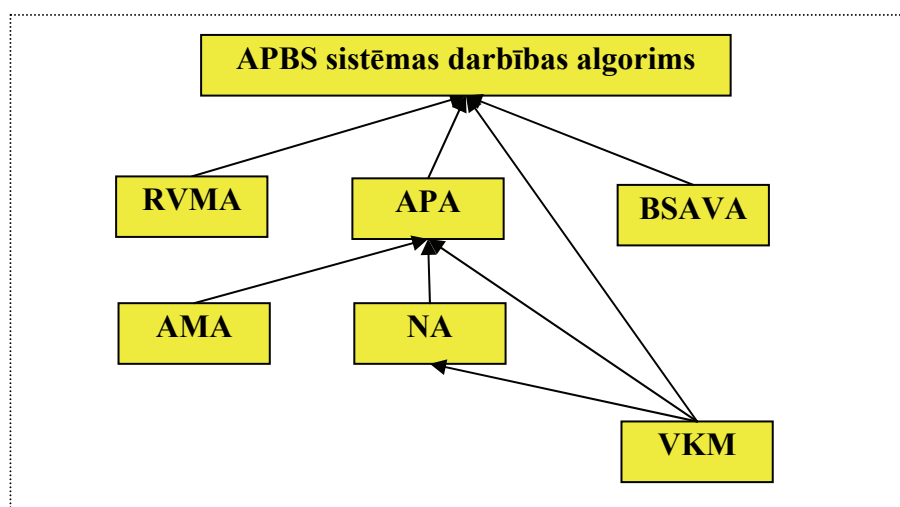 APBS sistēmas darbības algorims
RVMA
APA
BSAVA
AMA
NA
VKM